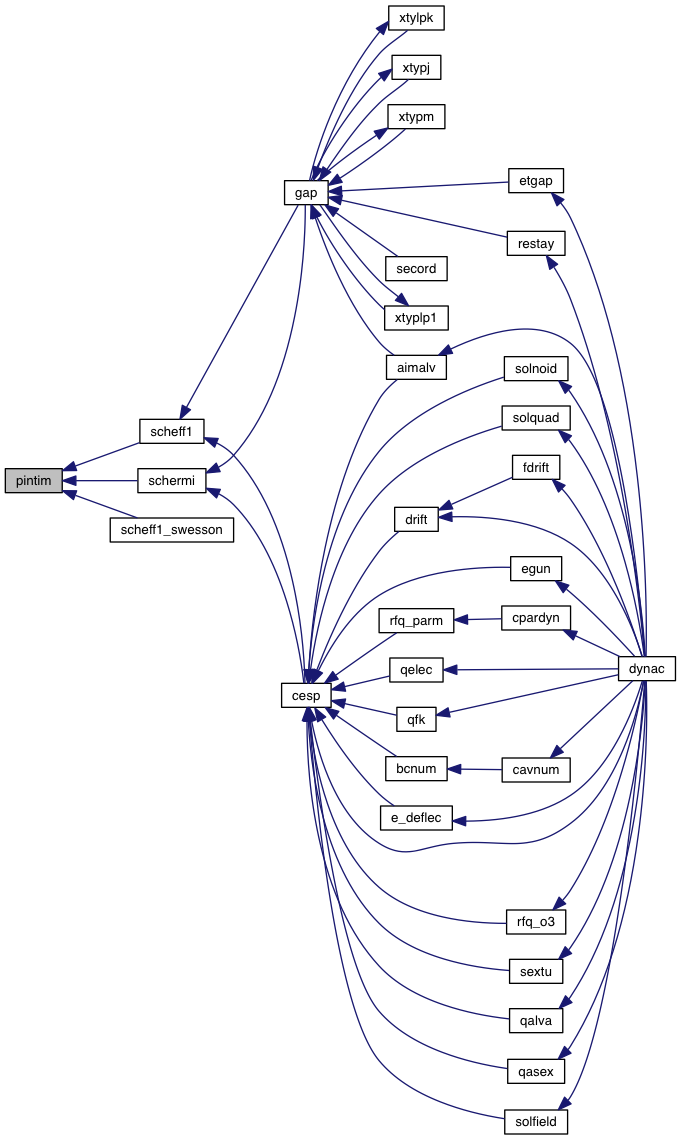 xtylpk
xtypj
xtypm
etgap
gap
restay
secord
xtyplp1
aimalv
solnoid
solquad
scheff1
fdrift
pintim
schermi
drift
scheff1_swesson
egun
rfq_parm
cpardyn
qelec
dynac
cesp
qfk
bcnum
cavnum
e_deflec
rfq_o3
sextu
qalva
qasex
solfield